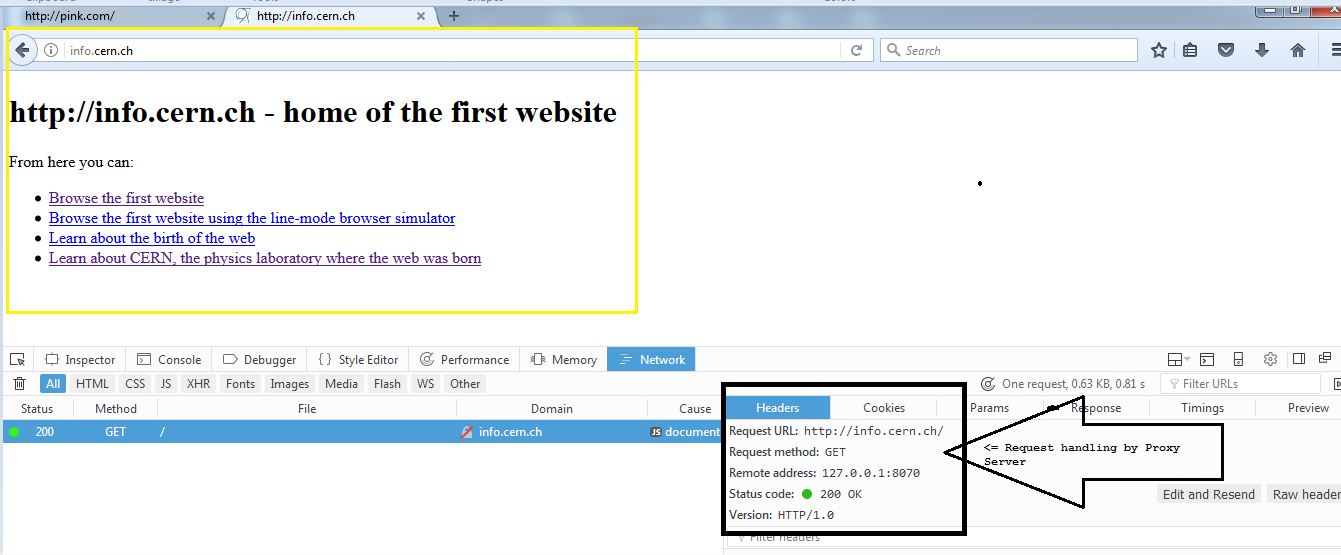 http://pink.com/
http://info.cern.ch
info.cern.ch
Search
http://info.cern.ch - home of the first website
From here you can:
Browse the first website
Browse the first website using the line-mode browser simulator
Learn about the birth of the web
Learn about CERN, the physics laboratory where the web was born
Inspector Console Debugger { } Style Editor Performance Memory Network
All HTML CSS JS XHR Fonts Images Media Flash WS Other One request, 0.63 KB, 0.81 s Filter URLs
Status Method File Domain Cause Headers Cookies Params Response Timings Preview
200 GET / info.cern.ch JS document
Request URL: http://info.cern.ch/
Request method: GET
Remote address: 127.0.0.1:8070
Status code: 200 OK
Version: HTTP/1.0
<= Request handling by Proxy
Server
Edit and Resend Raw header
Filter headers